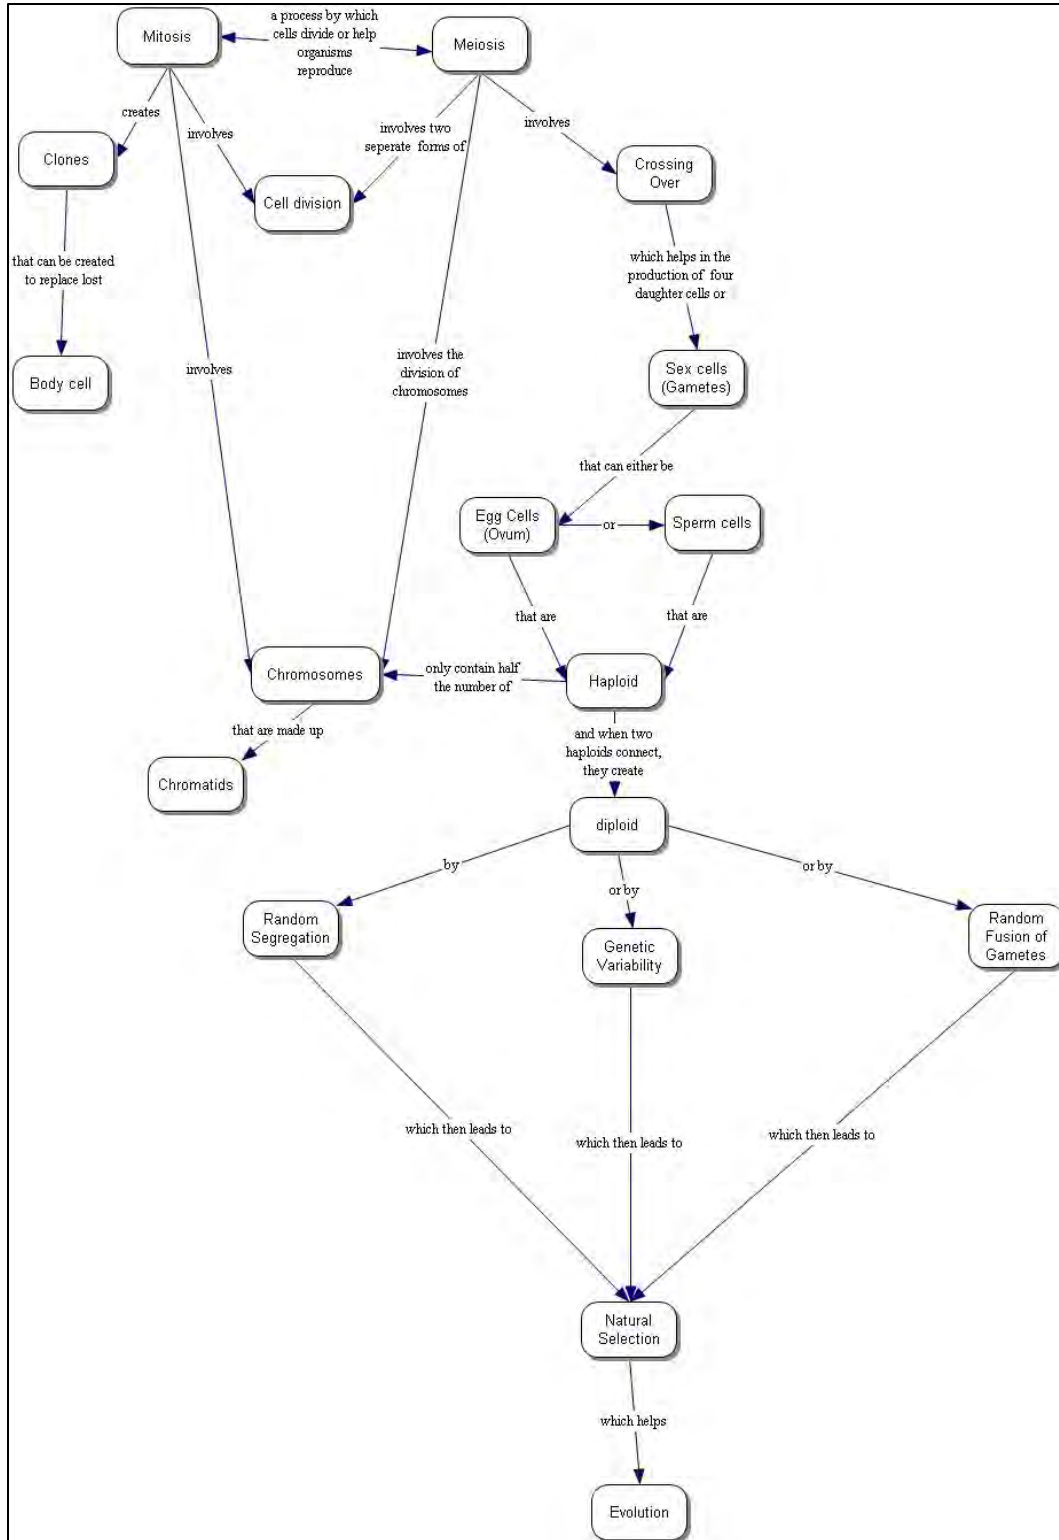 Mitosis
a process by which
cells divide or help
organisms
reproduce
Meiosis
creates
involves
involves two
seperate forms of
involves
Clones
Cell division
Crossing
Over
that can be created
to replace lost
which helps in the
production of four
daughter cells or
Body cell
involves
involves the
division of
chromosomes
Sex cells
(Gametes)
that can either be
Egg Cells
(Ovum)
or
Sperm cells
that are
that are
Chromosomes
only contain half
the number of
Haploid
that are made up
and when two
haploids connect,
they create
Chromatids
diploid
by
or by
or by
Random
Segregation
Genetic
Variability
Random
Fusion of
Gametes
which then leads to
which then leads to
which then leads to
Natural
Selection
which helps
Evolution